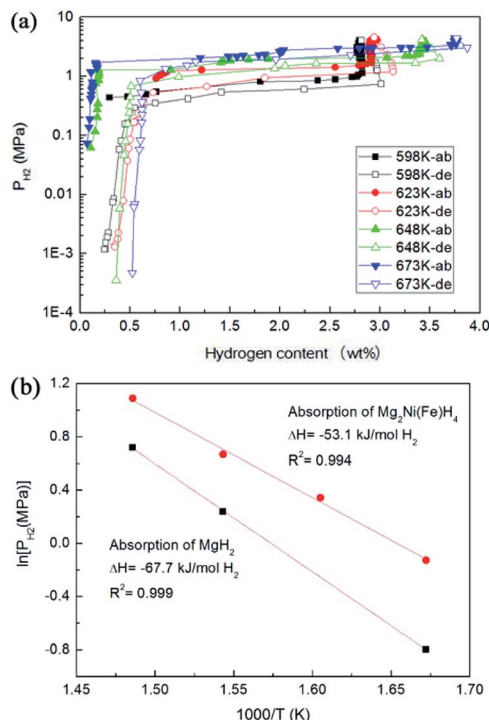 (a)
10
1
0.1
0.01
1E-3
1E-4
P_H2 (MPa)
598K-ab
598K-de
623K-ab
623K-de
648K-ab
648K-de
673K-ab
673K-de
0.0 0.5 1.0 1.5 2.0 2.5 3.0 3.5 4.0
Hydrogen content (wt%)
(b)
1.2
0.8
0.4
0.0
-0.4
-0.8
ln[P_H2(MPa)]
Absorption of Mg₂Ni(Fe)H₄
ΔH= -53.1 kJ/mol H₂
R²= 0.994
Absorption of MgH₂
ΔH= -67.7 kJ/mol H₂
R²= 0.999
1.45 1.50 1.55 1.60 1.65 1.70
1000/T (K)